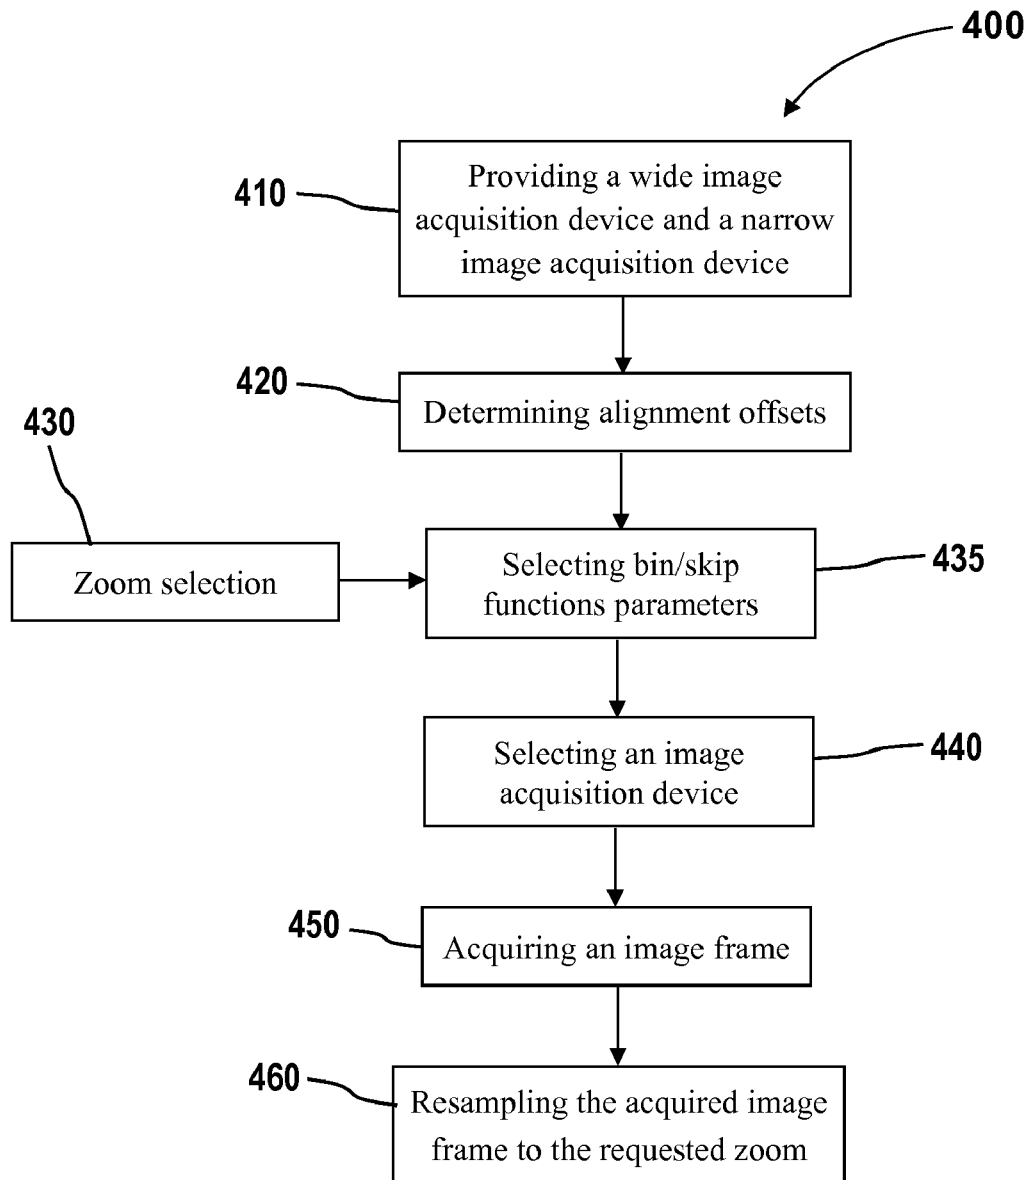 400
410
Providing a wide image
acquisition device and a narrow
image acquisition device
420
Determining alignment offsets
430
Zoom selection
Selecting bin/skip
functions parameters
435
Selecting an image
acquisition device
440
450
Acquiring an image frame
460
Resampling the acquired image
frame to the requested zoom